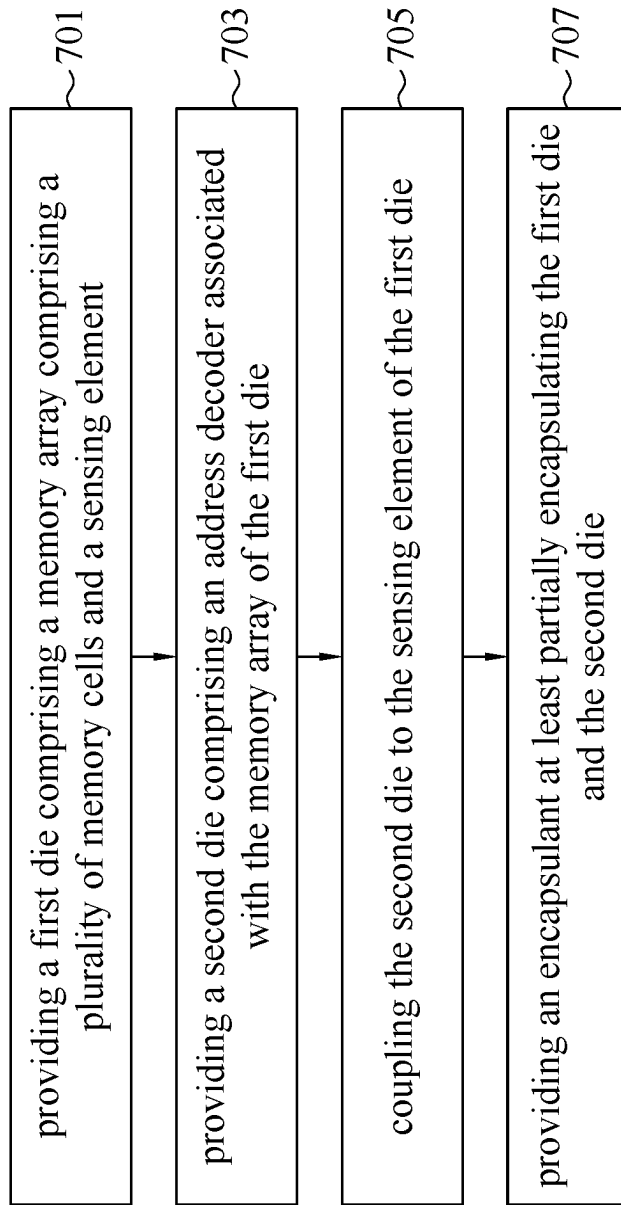 providing a first die comprising a memory array comprising a
plurality of memory cells and a sensing element
701
providing a second die comprising an address decoder associated
with the memory array of the first die
703
coupling the second die to the sensing element of the first die
705
providing an encapsulant at least partially encapsulating the first die
and the second die
707